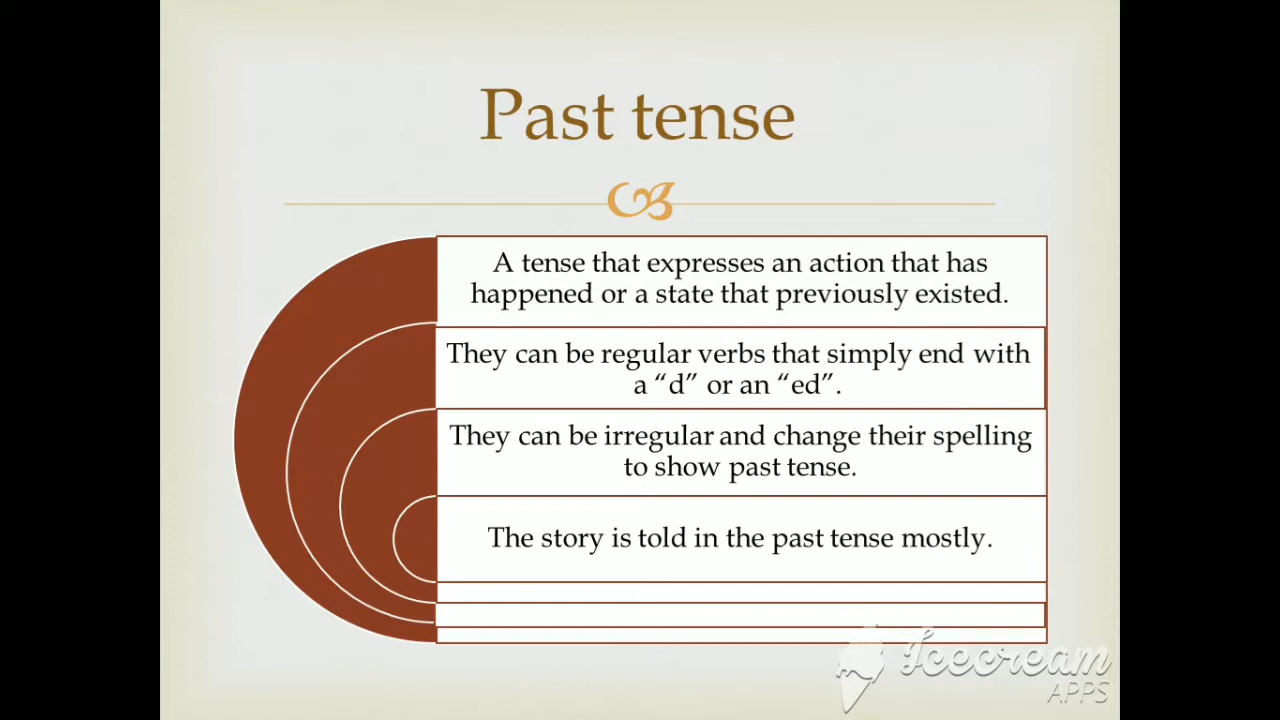 Past tense
A tense that expresses an action that has
happened or a state that previously existed.
They can be regular verbs that simply end with
a “d” or an “ed”.
They can be irregular and change their spelling
to show past tense.
The story is told in the past tense mostly.
Icecream
APPS